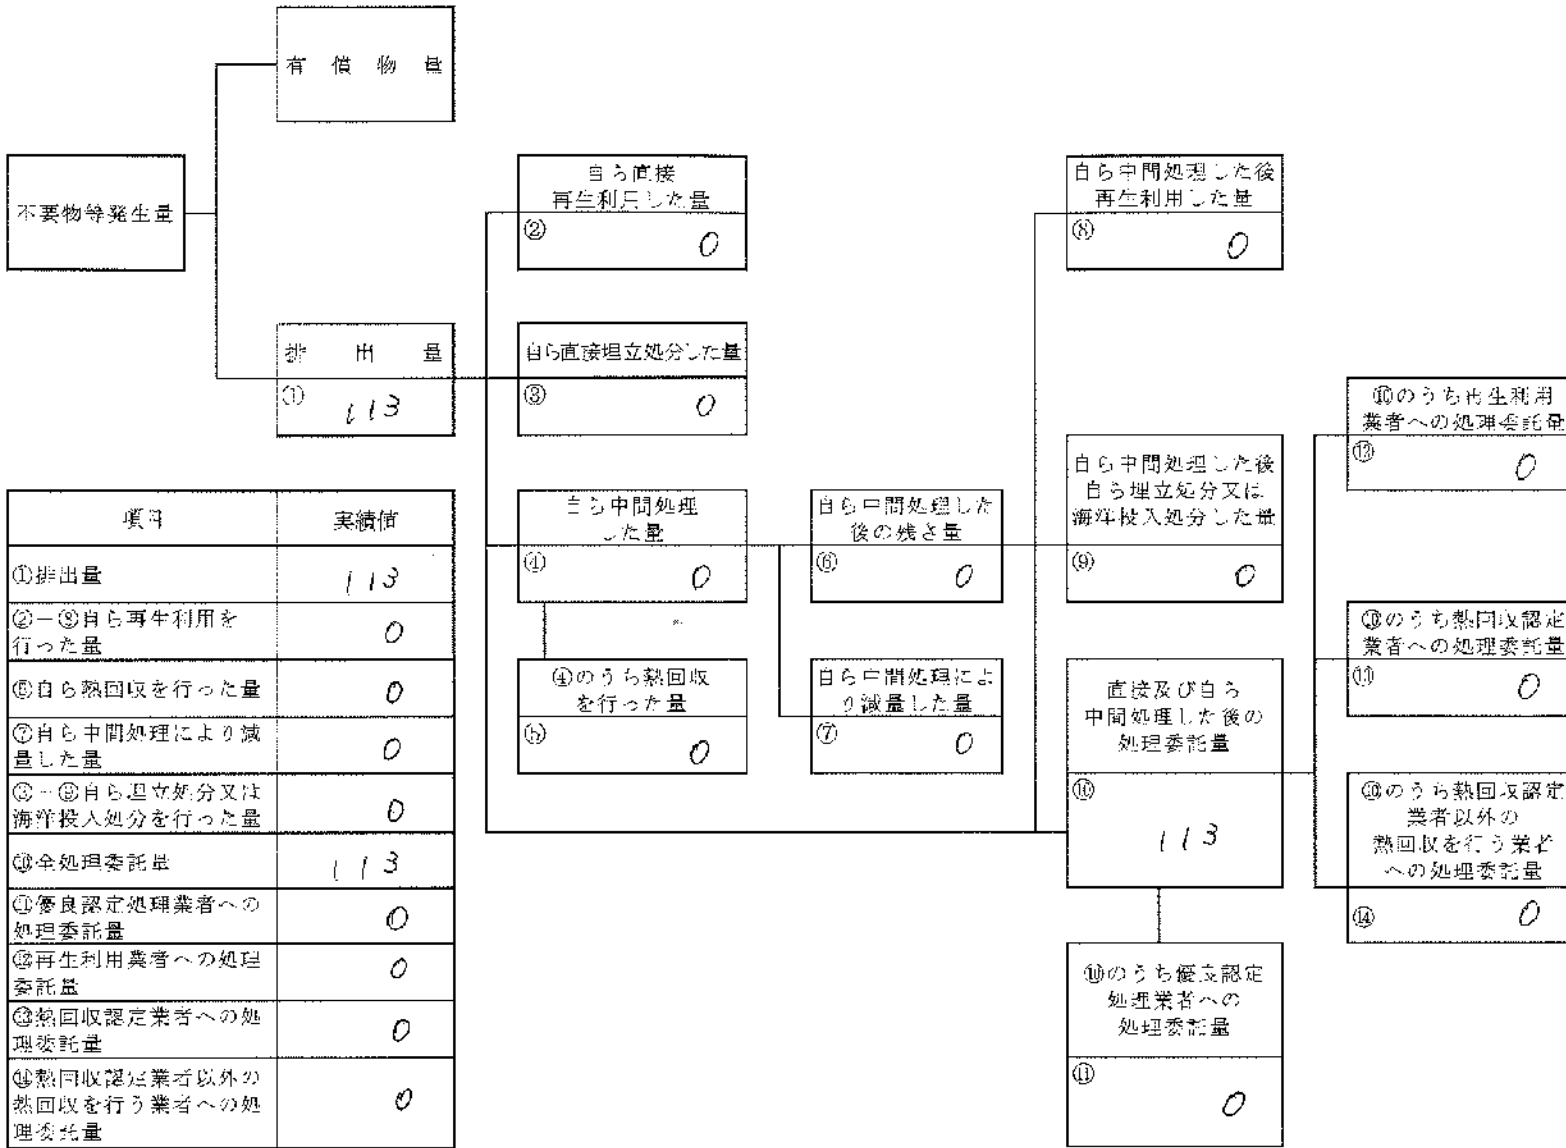 有償物量
不要物等発生量
排出量
① 113
自ら直接
再生利用した量
② 0
自ら直接埋立処分した量
③ 0
自ら中間処理
した量
④ 0
④のうち熱回収
を行った量
⑤ 0
自ら中間処理した
後の残さ量
⑥ 0
自ら中間処理によ
り減量した量
⑦ 0
自ら中間処理した後
再生利用した量
⑧ 0
自ら中間処理した後
自ら埋立処分又は
海洋投入処分した量
⑨ 0
直接及び自ら
中間処理した後の
処理委託量
⑩
113
⑩のうち優良認定
処理業者への
処理委託量
⑪
0
⑩のうち再生利用
業者への処理委託量
⑫ 0
⑩のうち熱回収認定
業者への処理委託量
⑬ 0
⑩のうち熱回収認定
業者以外の
熱回収を行う業者
への処理委託量
⑭ 0
項目 実績値
①排出量 113
②+⑧自ら再生利用を
行った量 0
⑤自ら熱回収を行った量 0
⑦自ら中間処理により減
量した量 0
③+⑨自ら埋立処分又は
海洋投入処分を行った量 0
⑩全処理委託量 113
⑪優良認定処理業者への
処理委託量 0
⑫再生利用業者への処理
委託量 0
⑬熱回収認定業者への処
理委託量 0
⑭熱回収認定業者以外の
熱回収を行う業者への処
理委託量 0